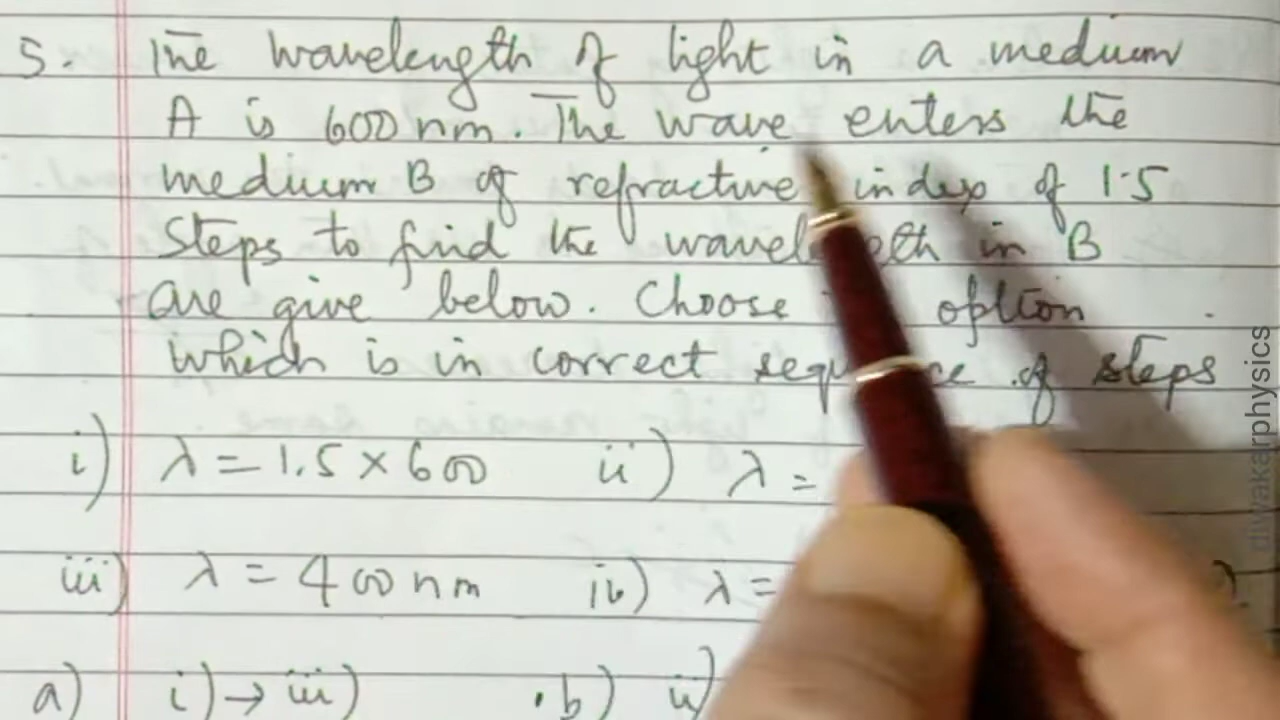 5. The wavelength of light in a medium
A is 600 nm. The wave enters the
medium B of refractive index of 1.5
Steps to find the in B
are give below. Choose option
which is in correct of steps
i) λ = 1.5 × 600 ii) λ =
iii) λ = 400 nm iv) λ =
a) i) → iii) .b) ii)
diwakarphysics